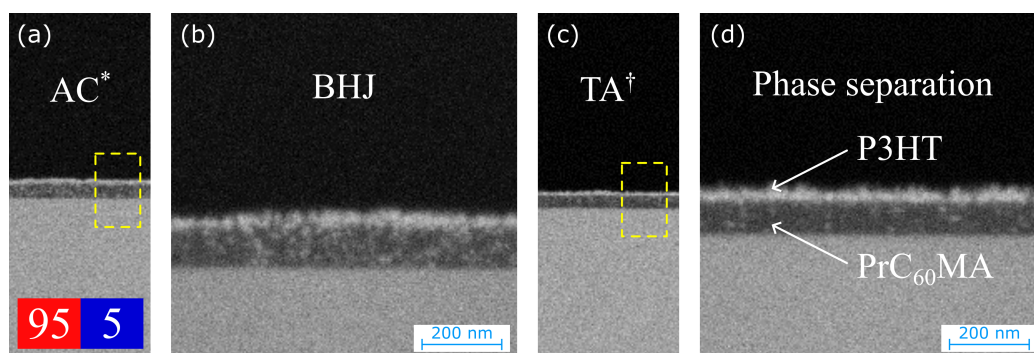 (a)
AC*
95 5
(b)
BHJ
200 nm
(c)
TA†
(d)
Phase separation
P3HT
PrC₆₀MA
200 nm